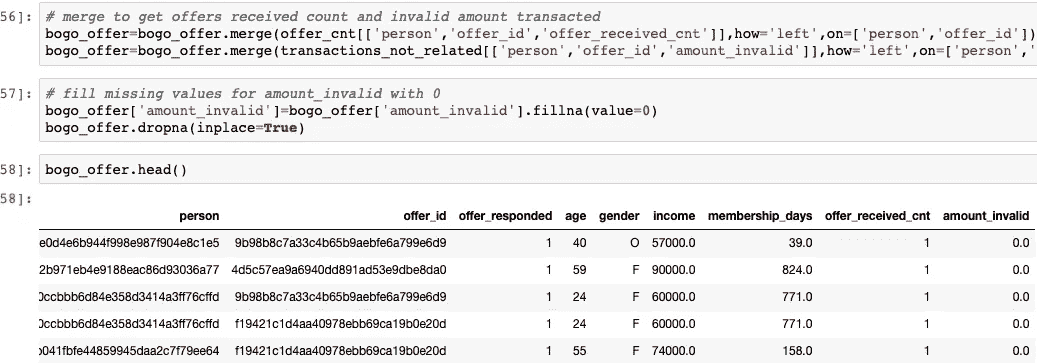 56]: # merge to get offers received count and invalid amount transacted
bogo_offer=bogo_offer.merge(offer_cnt[['person','offer_id','offer_received_cnt']],how='left',on=['person','offer_id'])
bogo_offer=bogo_offer.merge(transactions_not_related[['person','offer_id','amount_invalid']],how='left',on=['person','
57]: # fill missing values for amount_invalid with 0
bogo_offer['amount_invalid']=bogo_offer['amount_invalid'].fillna(value=0)
bogo_offer.dropna(inplace=True)
58]: bogo_offer.head()
58]:
person offer_id offer_responded age gender income membership_days offer_received_cnt amount_invalid
e0d4e6b944f998e987f904e8c1e5 9b98b8c7a33c4b65b9aebfe6a799e6d9 1 40 O 57000.0 39.0 1 0.0
2b971eb4e9188eac86d93036a77 4d5c57ea9a6940dd891ad53e9dbe8da0 1 59 F 90000.0 824.0 1 0.0
0ccbbb6d84e358d3414a3ff76cffd 9b98b8c7a33c4b65b9aebfe6a799e6d9 1 24 F 60000.0 771.0 1 0.0
0ccbbb6d84e358d3414a3ff76cffd f19421c1d4aa40978ebb69ca19b0e20d 1 24 F 60000.0 771.0 1 0.0
041fbfe44859945daa2c7f79ee64 f19421c1d4aa40978ebb69ca19b0e20d 1 55 F 74000.0 158.0 1 0.0